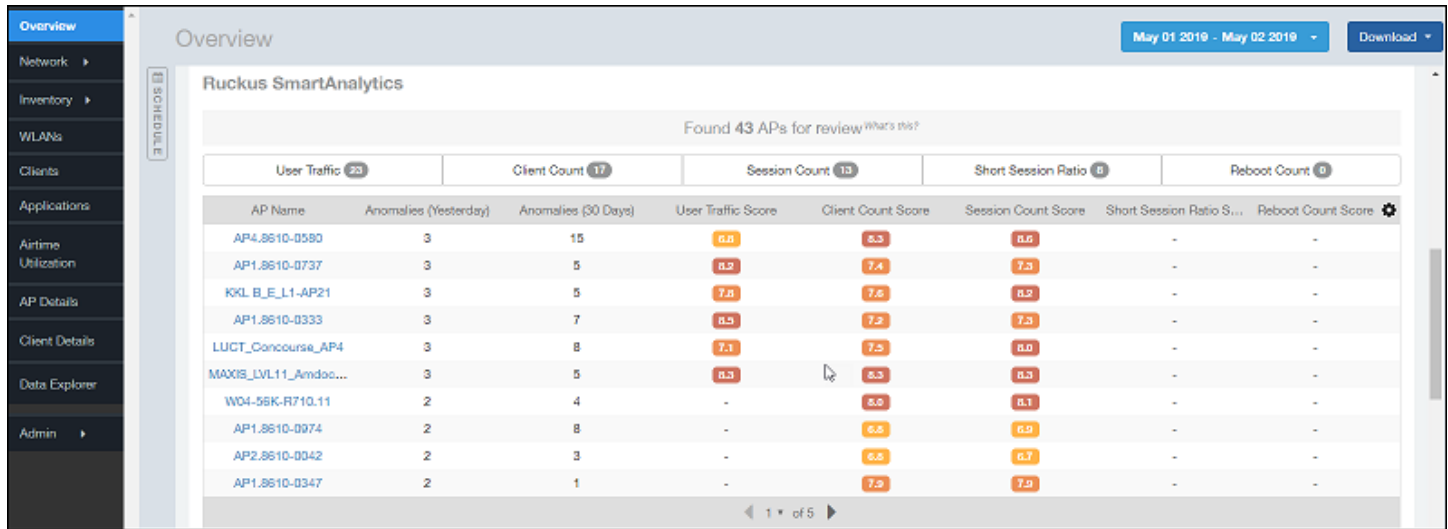 Overview
Network
Inventory
WLANs
Clients
Applications
Airtime
Utilization
AP Details
Client Details
Data Explorer
Admin
SCHEDULE
Overview
May 01 2019 - May 02 2019
Download
Ruckus SmartAnalytics
Found 43 APs for review What's this?
User Traffic 23 Client Count 17 Session Count 13 Short Session Ratio 8 Reboot Count 0
AP Name Anomalies (Yesterday) Anomalies (30 Days) User Traffic Score Client Count Score Session Count Score Short Session Ratio S... Reboot Count Score
AP4.8610-0580 3 15 6.8 8.3 8.6 - -
AP1.8610-0737 3 5 8.2 7.4 7.3 - -
KKL B_E_L1-AP21 3 5 7.8 7.6 8.2 - -
AP1.8610-0333 3 7 8.5 7.2 7.3 - -
LUCT_Concourse_AP4 3 8 7.1 7.5 8.0 - -
MAXIS_LVL11_Amdoc... 3 5 8.3 8.3 8.3 - -
W04-56K-R710.11 2 4 - 8.0 8.1 - -
AP1.8610-0974 2 8 - 6.8 6.9 - -
AP2.8610-0042 2 3 - 6.8 6.7 - -
AP1.8610-0347 2 1 - 7.9 7.9 - -
1 of 5